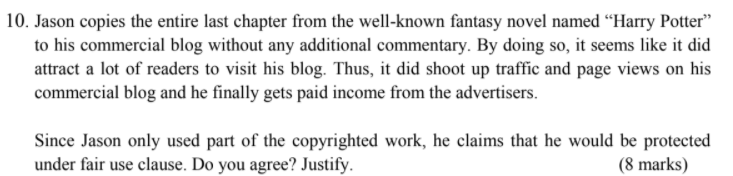 10. Jason copies the entire last chapter from the well-known fantasy novel named “Harry Potter”
to his commercial blog without any additional commentary. By doing so, it seems like it did
attract a lot of readers to visit his blog. Thus, it did shoot up traffic and page views on his
commercial blog and he finally gets paid income from the advertisers.
Since Jason only used part of the copyrighted work, he claims that he would be protected
under fair use clause. Do you agree? Justify. (8 marks)